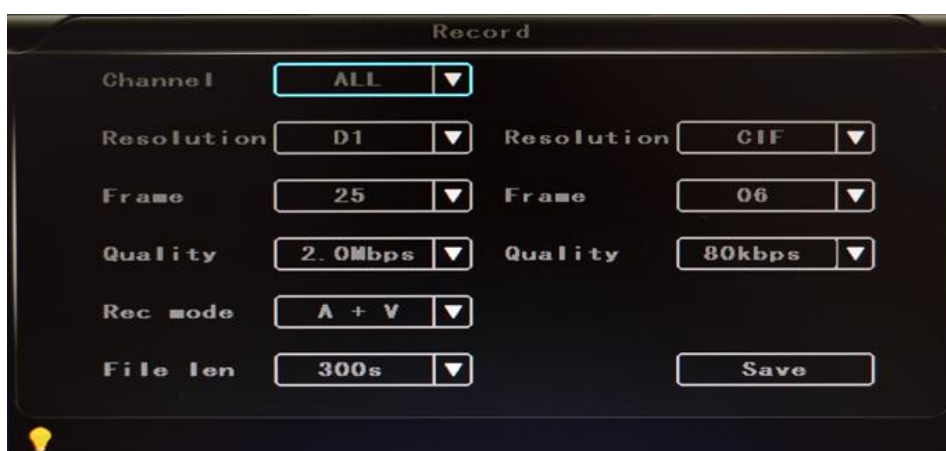 Record
Channel ALL
Resolution D1 Resolution CIF
Frame 25 Frame 06
Quality 2.0Mbps Quality 80kbps
Rec mode A + V
File len 300s Save